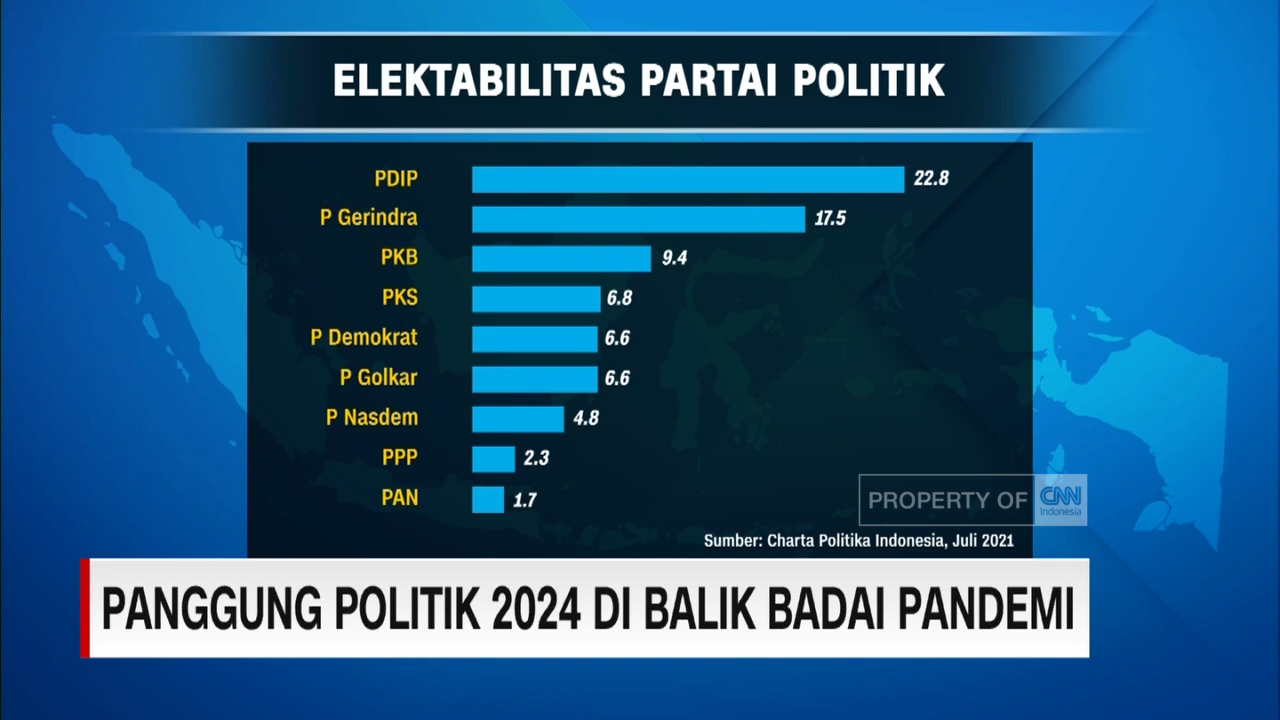 ELEKTABILITAS PARTAI POLITIK
PDIP 22.8
P Gerindra 17.5
PKB 9.4
PKS 6.8
P Demokrat 6.6
P Golkar 6.6
P Nasdem 4.8
PPP 2.3
PAN 1.7
PROPERTY OF CNN Indonesia
Sumber: Charta Politika Indonesia, Juli 2021
PANGGUNG POLITIK 2024 DI BALIK BADAI PANDEMI